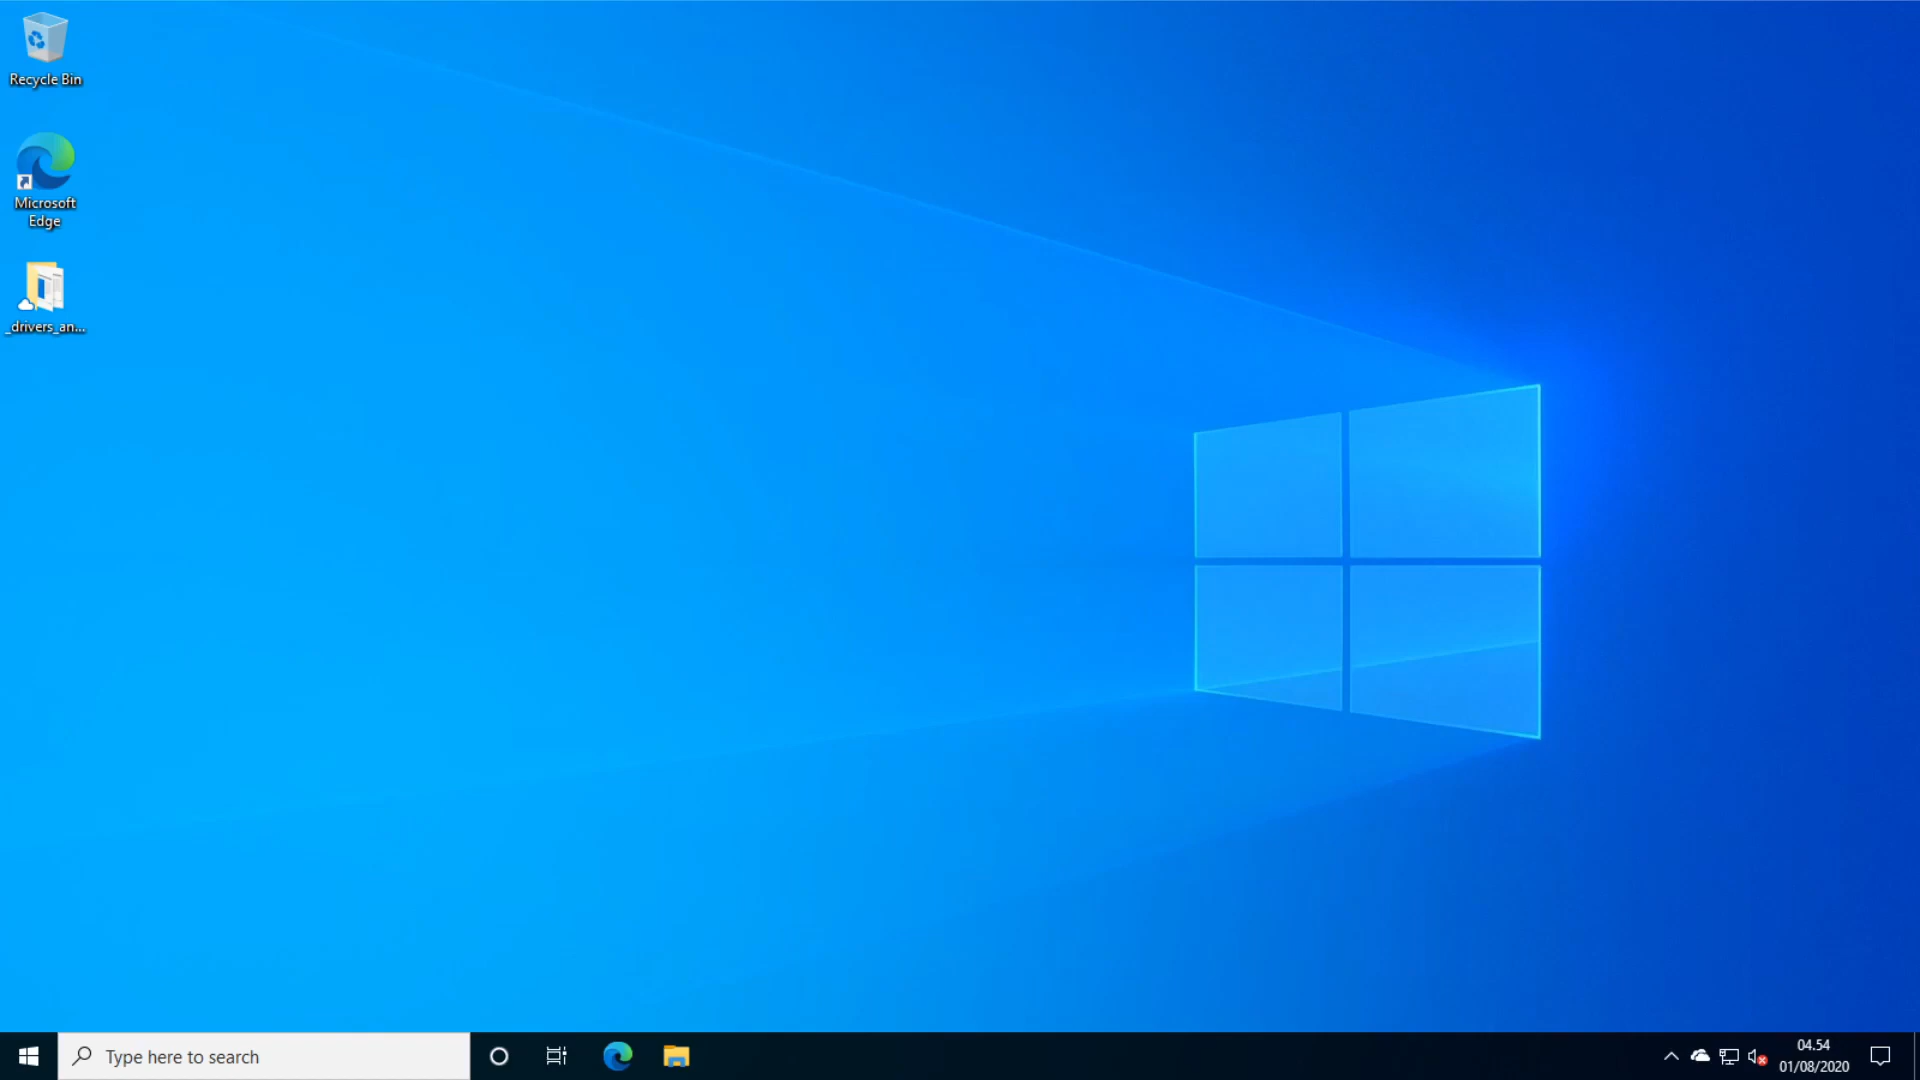 Recycle Bin
Microsoft
Edge
_drivers_an...
Type here to search
04.54
01/08/2020